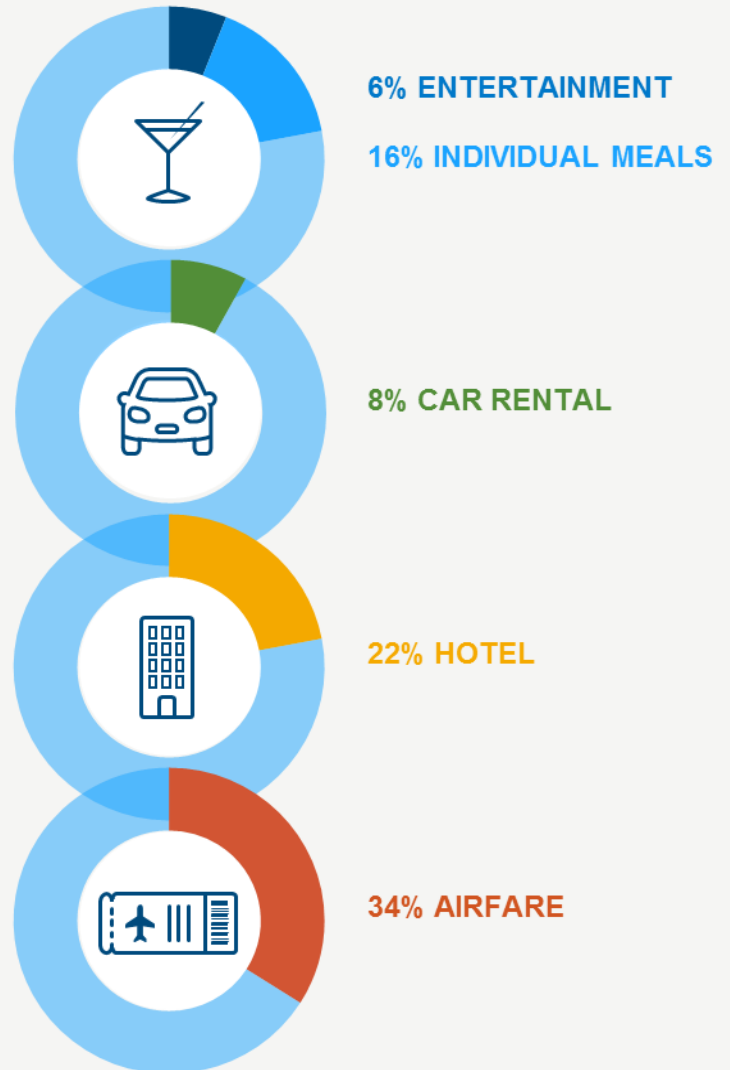 6% ENTERTAINMENT
16% INDIVIDUAL MEALS
8% CAR RENTAL
22% HOTEL
34% AIRFARE